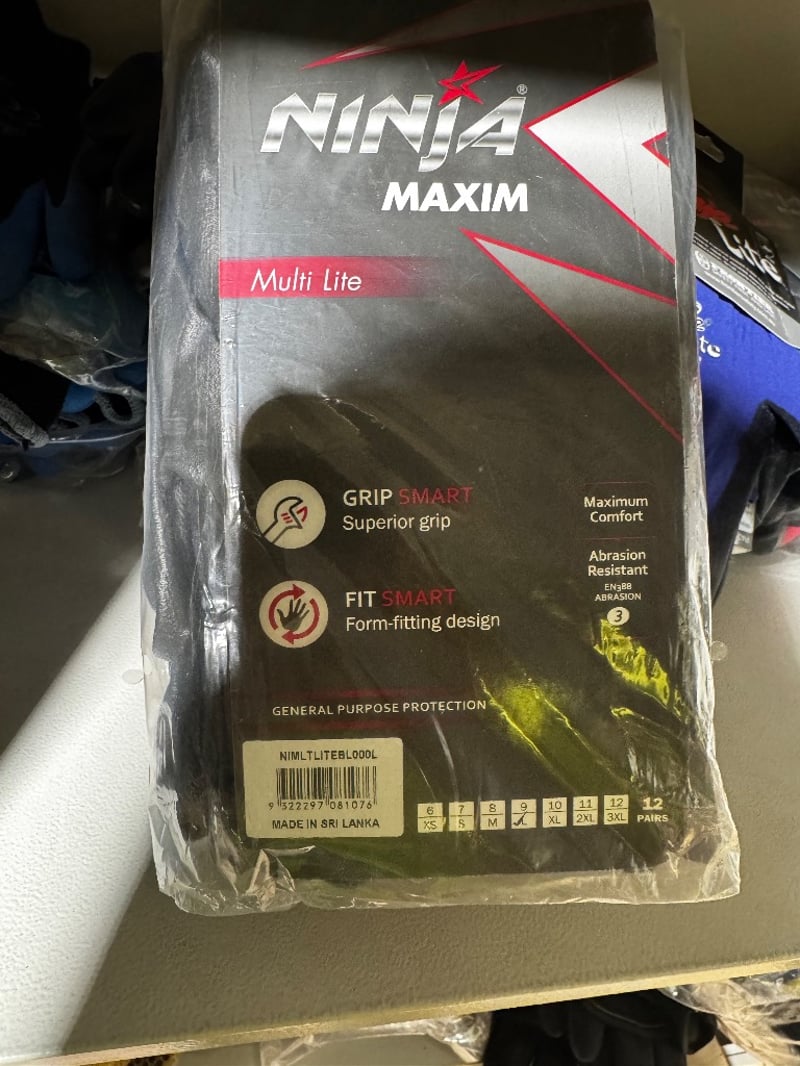 NINJA®
MAXIM
Multi Lite
GRIP SMART
Superior grip
FIT SMART
Form-fitting design
Maximum
Comfort
Abrasion
Resistant
EN388
ABRASION
3
GENERAL PURPOSE PROTECTION
NIMLTLITEBL000L
9 322297 081076
MADE IN SRI LANKA
6 7 8 9 10 11 12
XS S M L XL 2XL 3XL
12
PAIRS
Lite